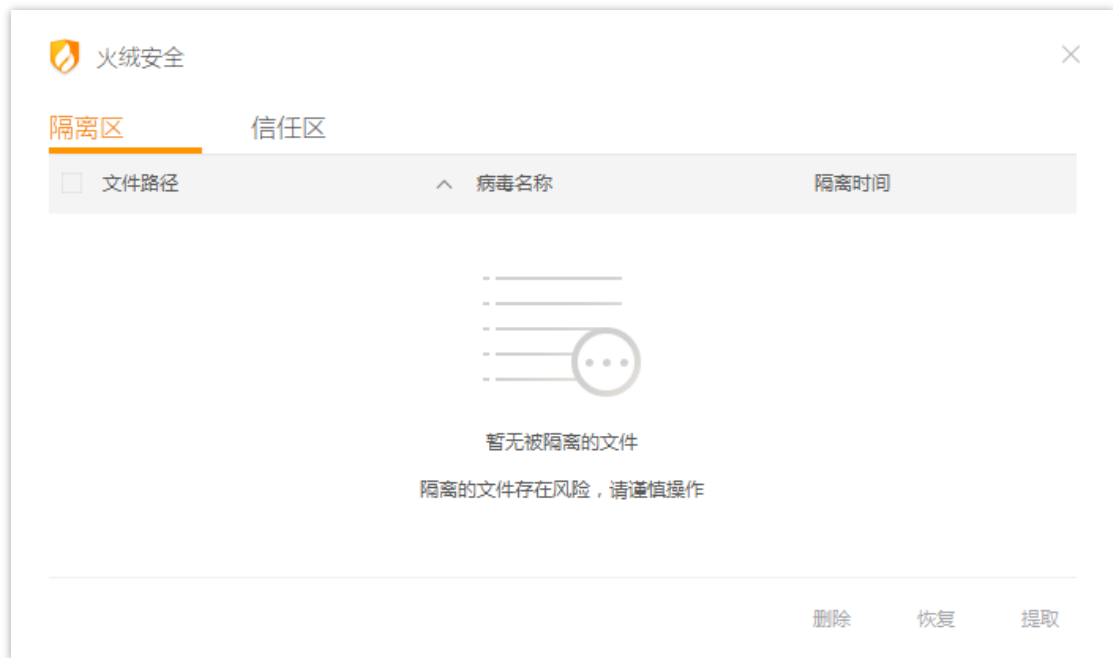 火绒安全
隔离区 信任区
文件路径 病毒名称 隔离时间
暂无被隔离的文件
隔离的文件存在风险，请谨慎操作
删除 恢复 提取